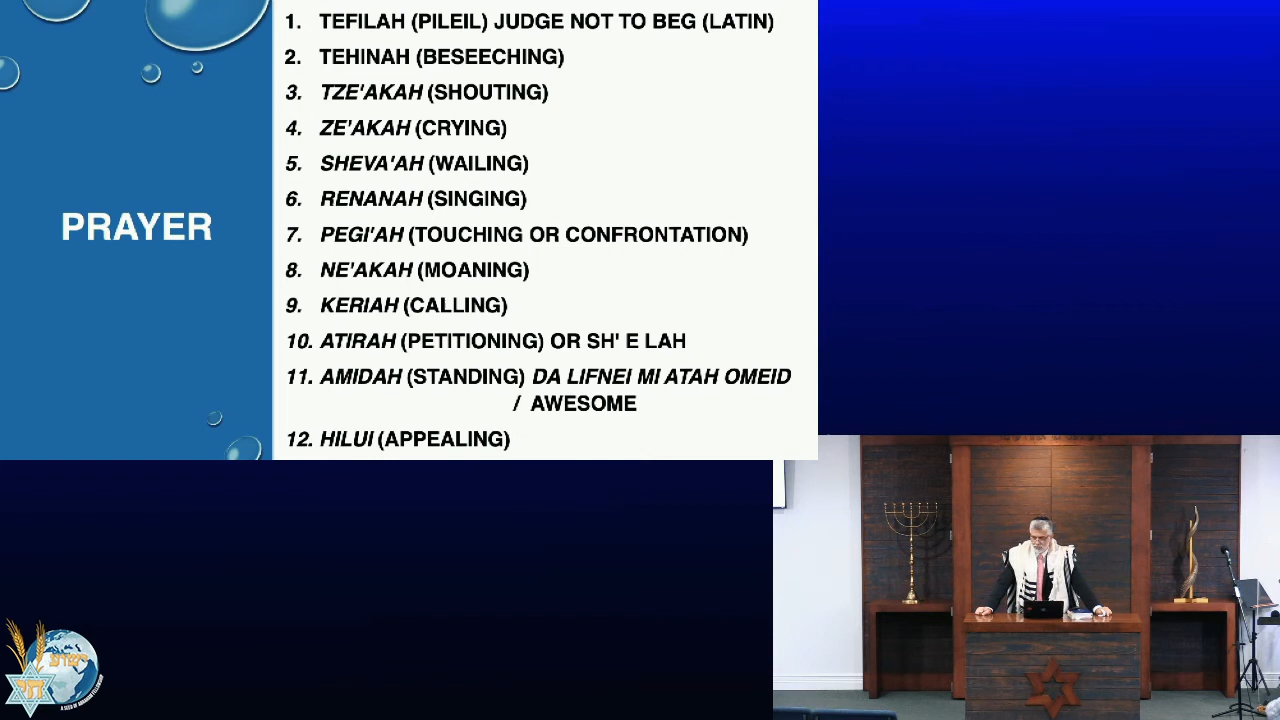 PRAYER
1. TEFILAH (PILEIL) JUDGE NOT TO BEG (LATIN)
2. TEHINAH (BESEECHING)
3. TZE'AKAH (SHOUTING)
4. ZE'AKAH (CRYING)
5. SHEVA'AH (WAILING)
6. RENANAH (SINGING)
7. PEGI'AH (TOUCHING OR CONFRONTATION)
8. NE'AKAH (MOANING)
9. KERIAH (CALLING)
10. ATIRAH (PETITIONING) OR SH' E LAH
11. AMIDAH (STANDING) DA LIFNEI MI ATAH OMEID
/ AWESOME
12. HILUI (APPEALING)
ישוע